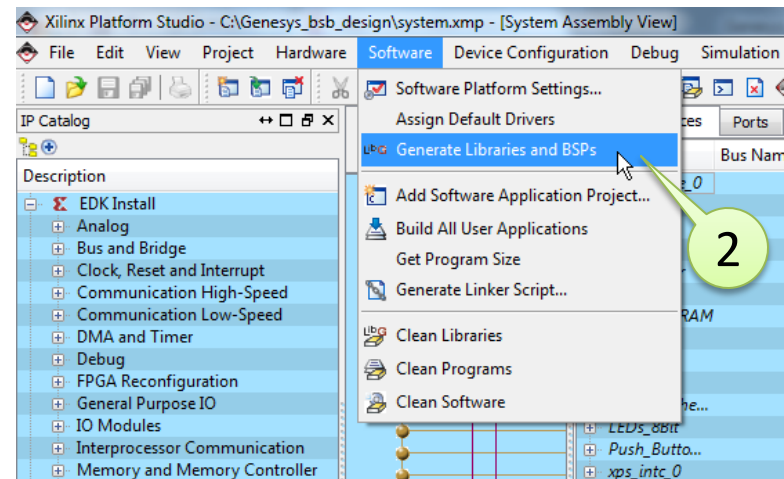 Xilinx Platform Studio - C:\Genesys_bsb_design\system.xmp - [System Assembly View]
File Edit View Project Hardware Software Device Configuration Debug Simulation
IP Catalog
Description
EDK Install
Analog
Bus and Bridge
Clock, Reset and Interrupt
Communication High-Speed
Communication Low-Speed
DMA and Timer
Debug
FPGA Reconfiguration
General Purpose IO
IO Modules
Interprocessor Communication
Memory and Memory Controller
Software Platform Settings...
Assign Default Drivers
Generate Libraries and BSPs
Add Software Application Project...
Build All User Applications
Get Program Size
Generate Linker Script...
Clean Libraries
Clean Programs
Clean Software
2
Ports
Bus Nam
e_0
RAM
he...
LEDs_8Bit
Push_Butto...
xps_intc_0